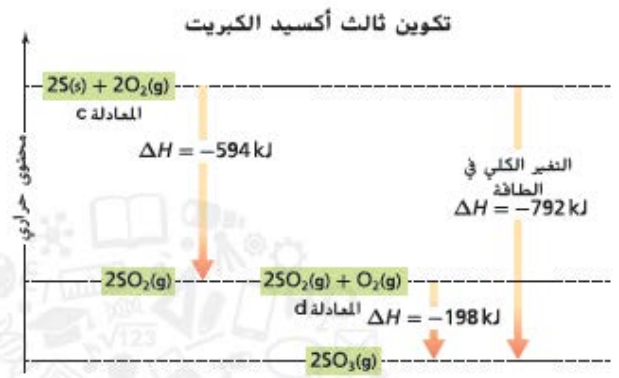 تكوين ثالث أكسيد الكبريت
محتوى حراري
2S(s) + 2O₂(g)
المعادلة c
ΔH = −594 kJ
التغير الكلي في
الطاقة
ΔH = −792 kJ
2SO₂(g)
2SO₂(g) + O₂(g)
المعادلة d
ΔH = −198 kJ
2SO₃(g)